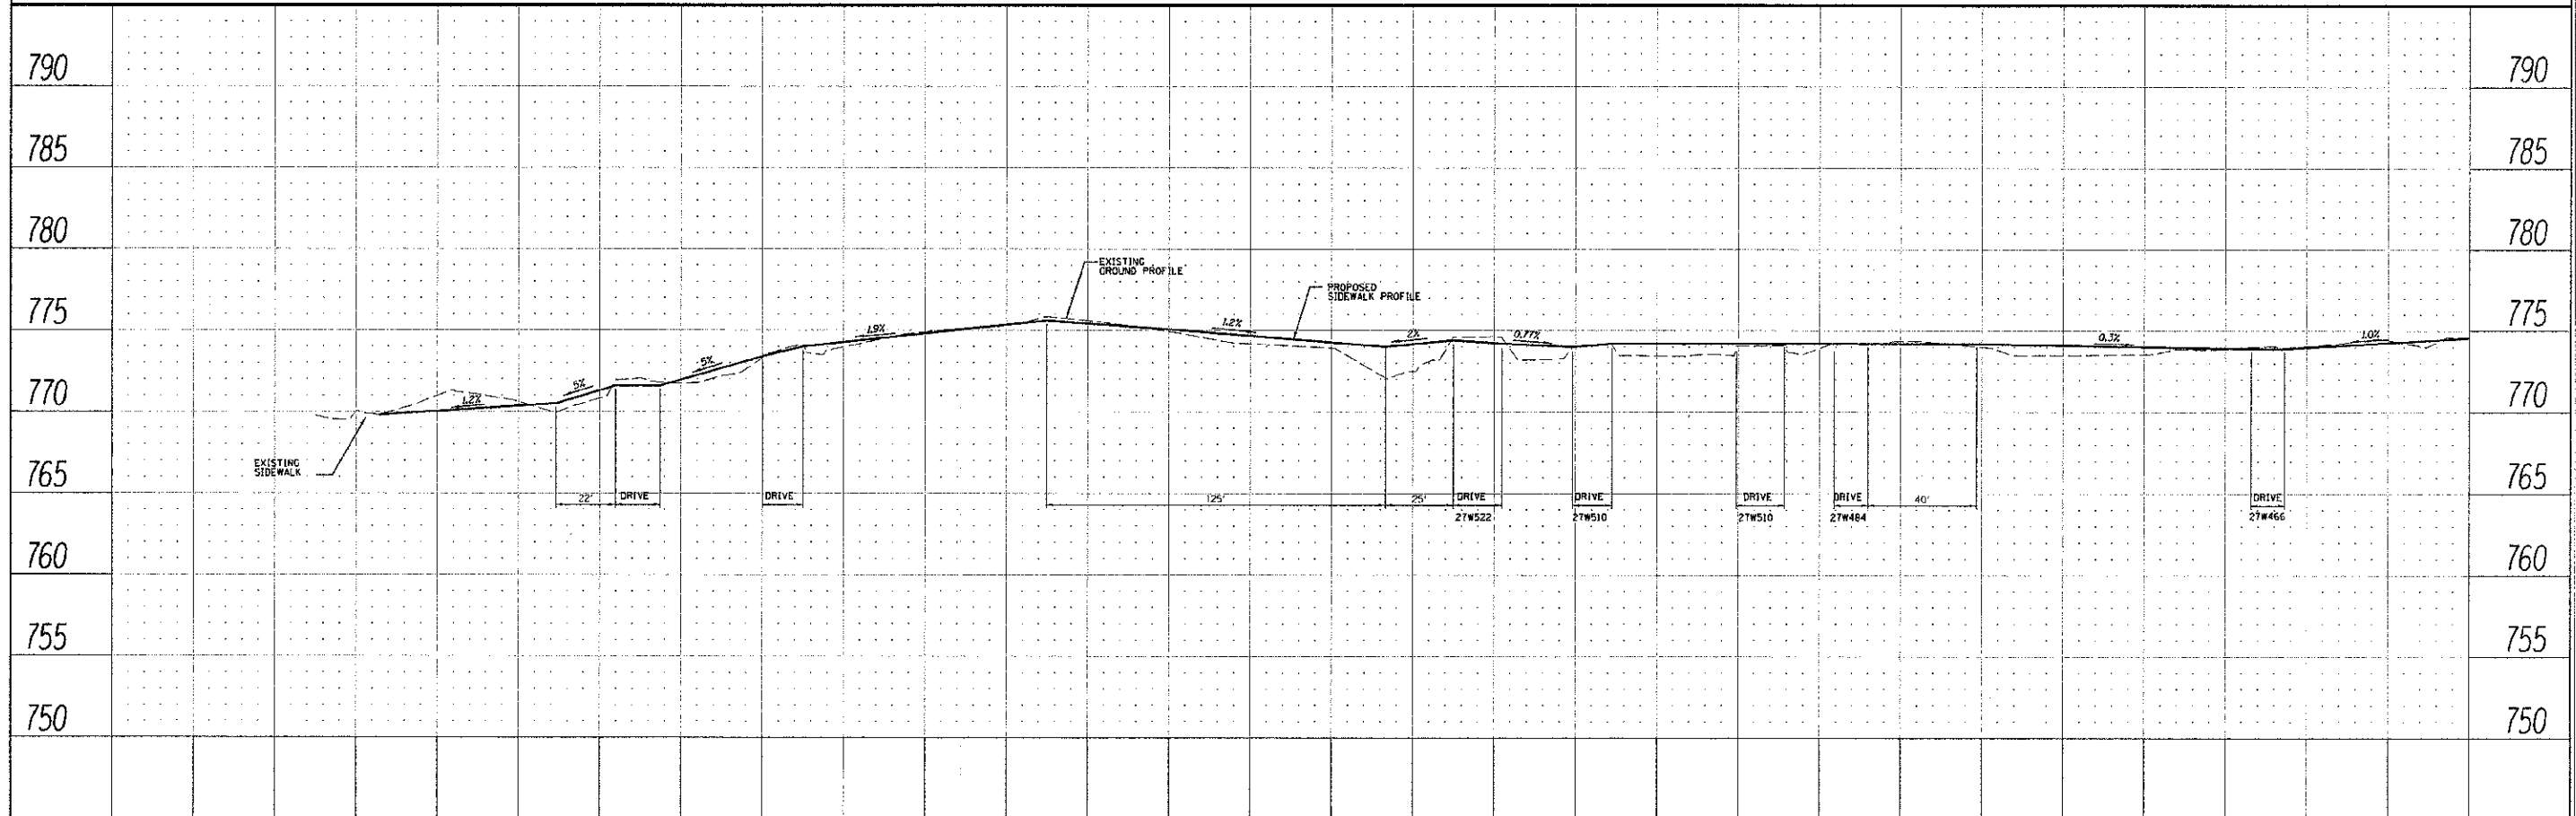 790 790
785 785
780 780
EXISTING
GROUND PROFILE
PROPOSED
SIDEWALK PROFILE
775 775
1.9% 1.2% 2% 0.77% 0.3% 1.0%
5%
5%
1.2%
770 770
EXISTING
SIDEWALK
765 765
22' DRIVE DRIVE 125' 25' DRIVE DRIVE DRIVE DRIVE 40' DRIVE
27W522 27W510 27W510 27W484 27W466
760 760
755 755
750 750